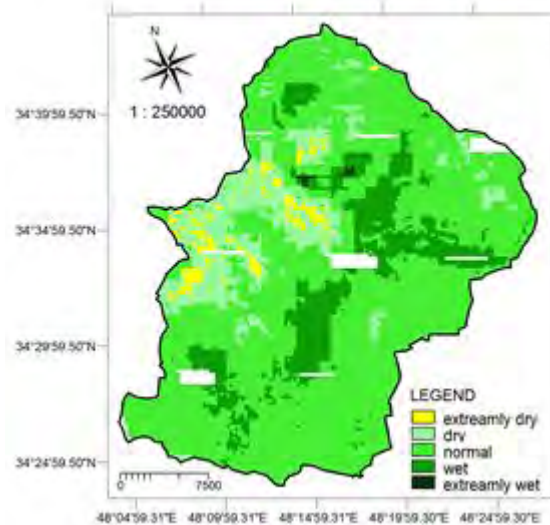 N
1 : 250000
34°39'59.50"N
34°34'59.50"N
34°29'59.50"N
34°24'59.50"N
LEGEND
extreamly dry
dry
normal
wet
extreamly wet
0 7500
48°04'59.31"E 48°09'59.31"E 48°14'59.31"E 48°19'59.31"E 48°24'59.30"E